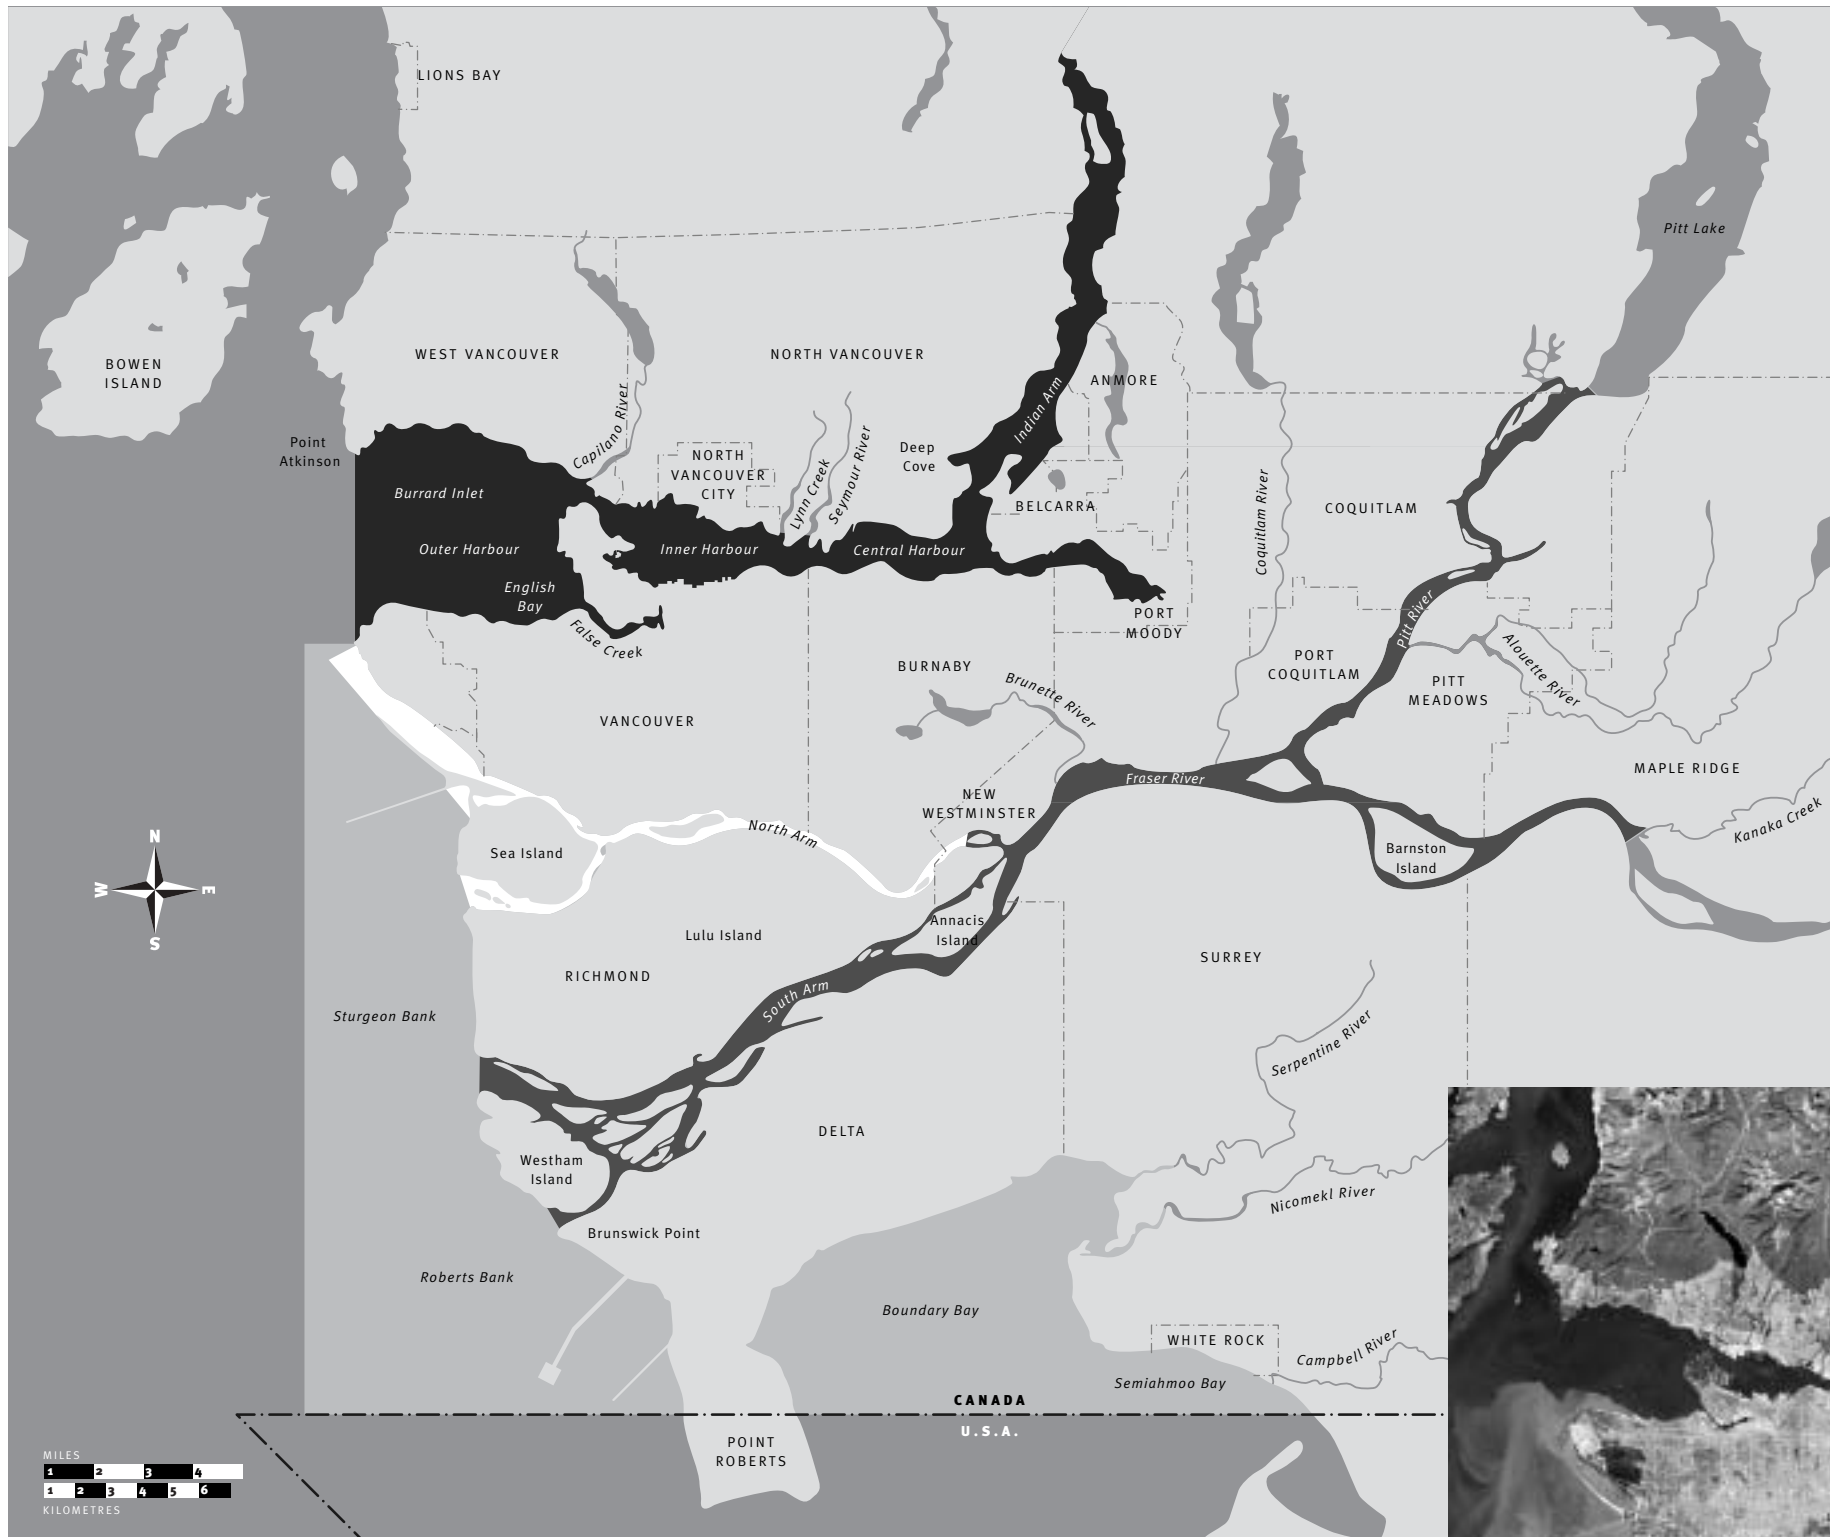 LIONS BAY
Pitt Lake
BOWEN
ISLAND
WEST VANCOUVER
NORTH VANCOUVER
ANMORE
Capilano River
Indian Arm
Point
Atkinson
Deep
Cove
NORTH
VANCOUVER
CITY
Lynn Creek
Seymour River
Burrard Inlet
BELCARRA
Coquitlam River
COQUITLAM
Outer Harbour
Inner Harbour
Central Harbour
English
Bay
False Creek
PORT
MOODY
Pitt River
BURNABY
PORT
COQUITLAM
PITT
MEADOWS
Alouette River
Brunette River
VANCOUVER
MAPLE RIDGE
Fraser River
NEW
WESTMINSTER
Kanaka Creek
North Arm
Sea Island
Barnston
Island
N
W
E
S
Annacis
Island
Lulu Island
RICHMOND
SURREY
South Arm
Sturgeon Bank
Serpentine River
DELTA
Westham
Island
Nicomekl River
Brunswick Point
Roberts Bank
Boundary Bay
WHITE ROCK
Campbell River
Semiahmoo Bay
CANADA
U.S.A.
POINT
ROBERTS
MILES
1 2 3 4
1 2 3 4 5 6
KILOMETRES